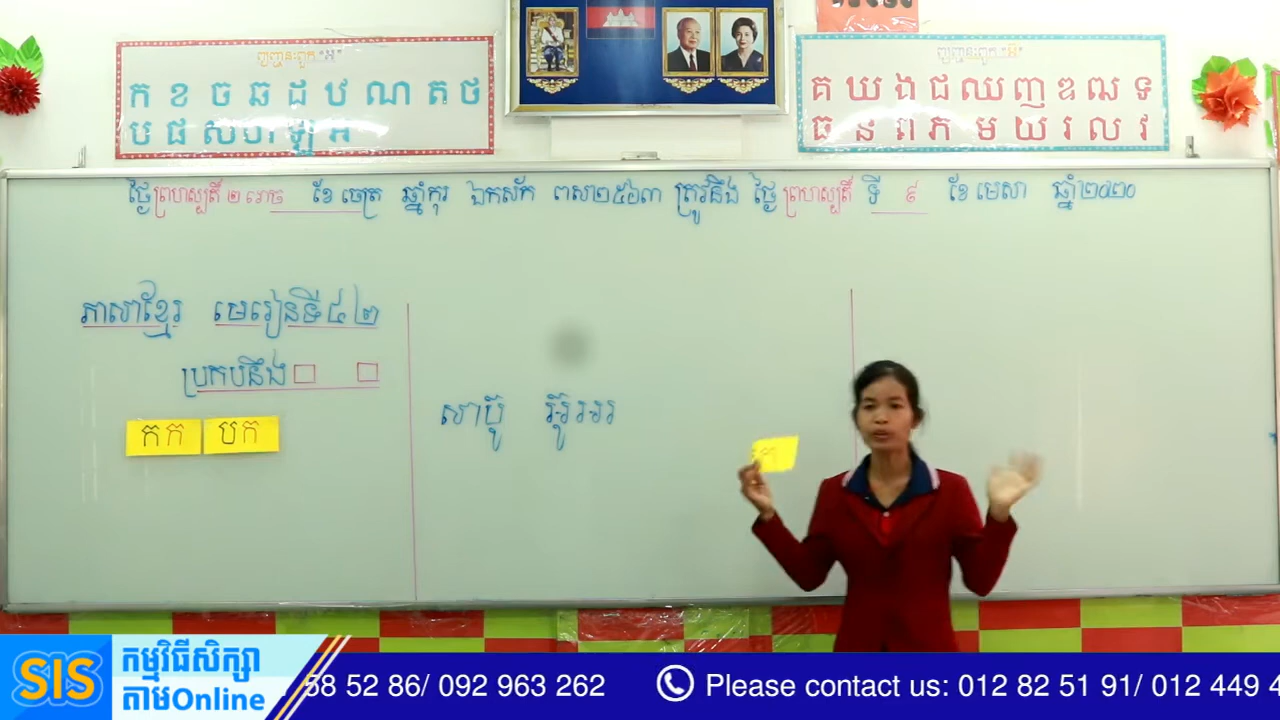 ក ខ ច ឆ ដ ឋ ណ ត ថ
ប ផ ស ហ ឡ អ
គ ឃ ង ជ ឈ ញ ឌ ឍ ទ
ធ ន ព ភ ម យ រ ល វ
ថ្ងៃ ព្រហស្បតិ៍ ២ រោច ខែ ចេត្រ ឆ្នាំកុរ ឯកស័ក ពស២៥៦៣ ត្រូវនឹង ថ្ងៃ ព្រហស្បតិ៍ ទី ៩ ខែ មេសា ឆ្នាំ២០២០
ភាសាខ្មែរ មេរៀនទី៤២
ប្រកបនឹង
កក បក
សាប៊ូ អ៊ូរអរ
SIS
កម្មវិធីសិក្សា
តាមOnline
58 52 86/ 092 963 262 Please contact us: 012 82 51 91/ 012 449 4